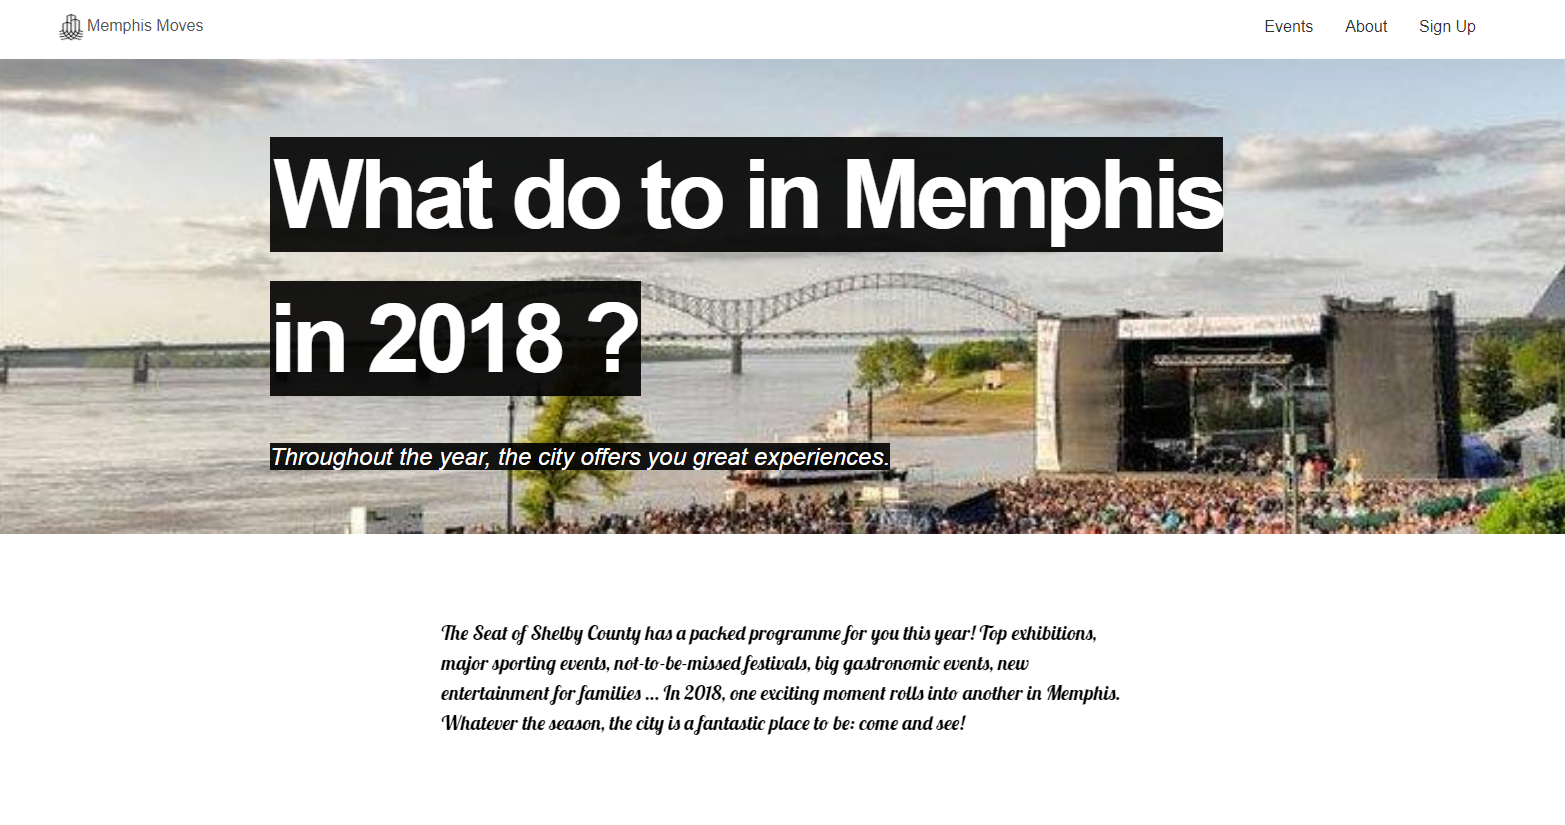 Memphis Moves
Events
About
Sign Up
What do to in Memphis
in 2018 ?
Throughout the year, the city offers you great experiences.
The Seat of Shelby County has a packed programme for you this year! Top exhibitions,
major sporting events, not-to-be-missed festivals, big gastronomic events, new
entertainment for families ... In 2018, one exciting moment rolls into another in Memphis.
Whatever the season, the city is a fantastic place to be: come and see!